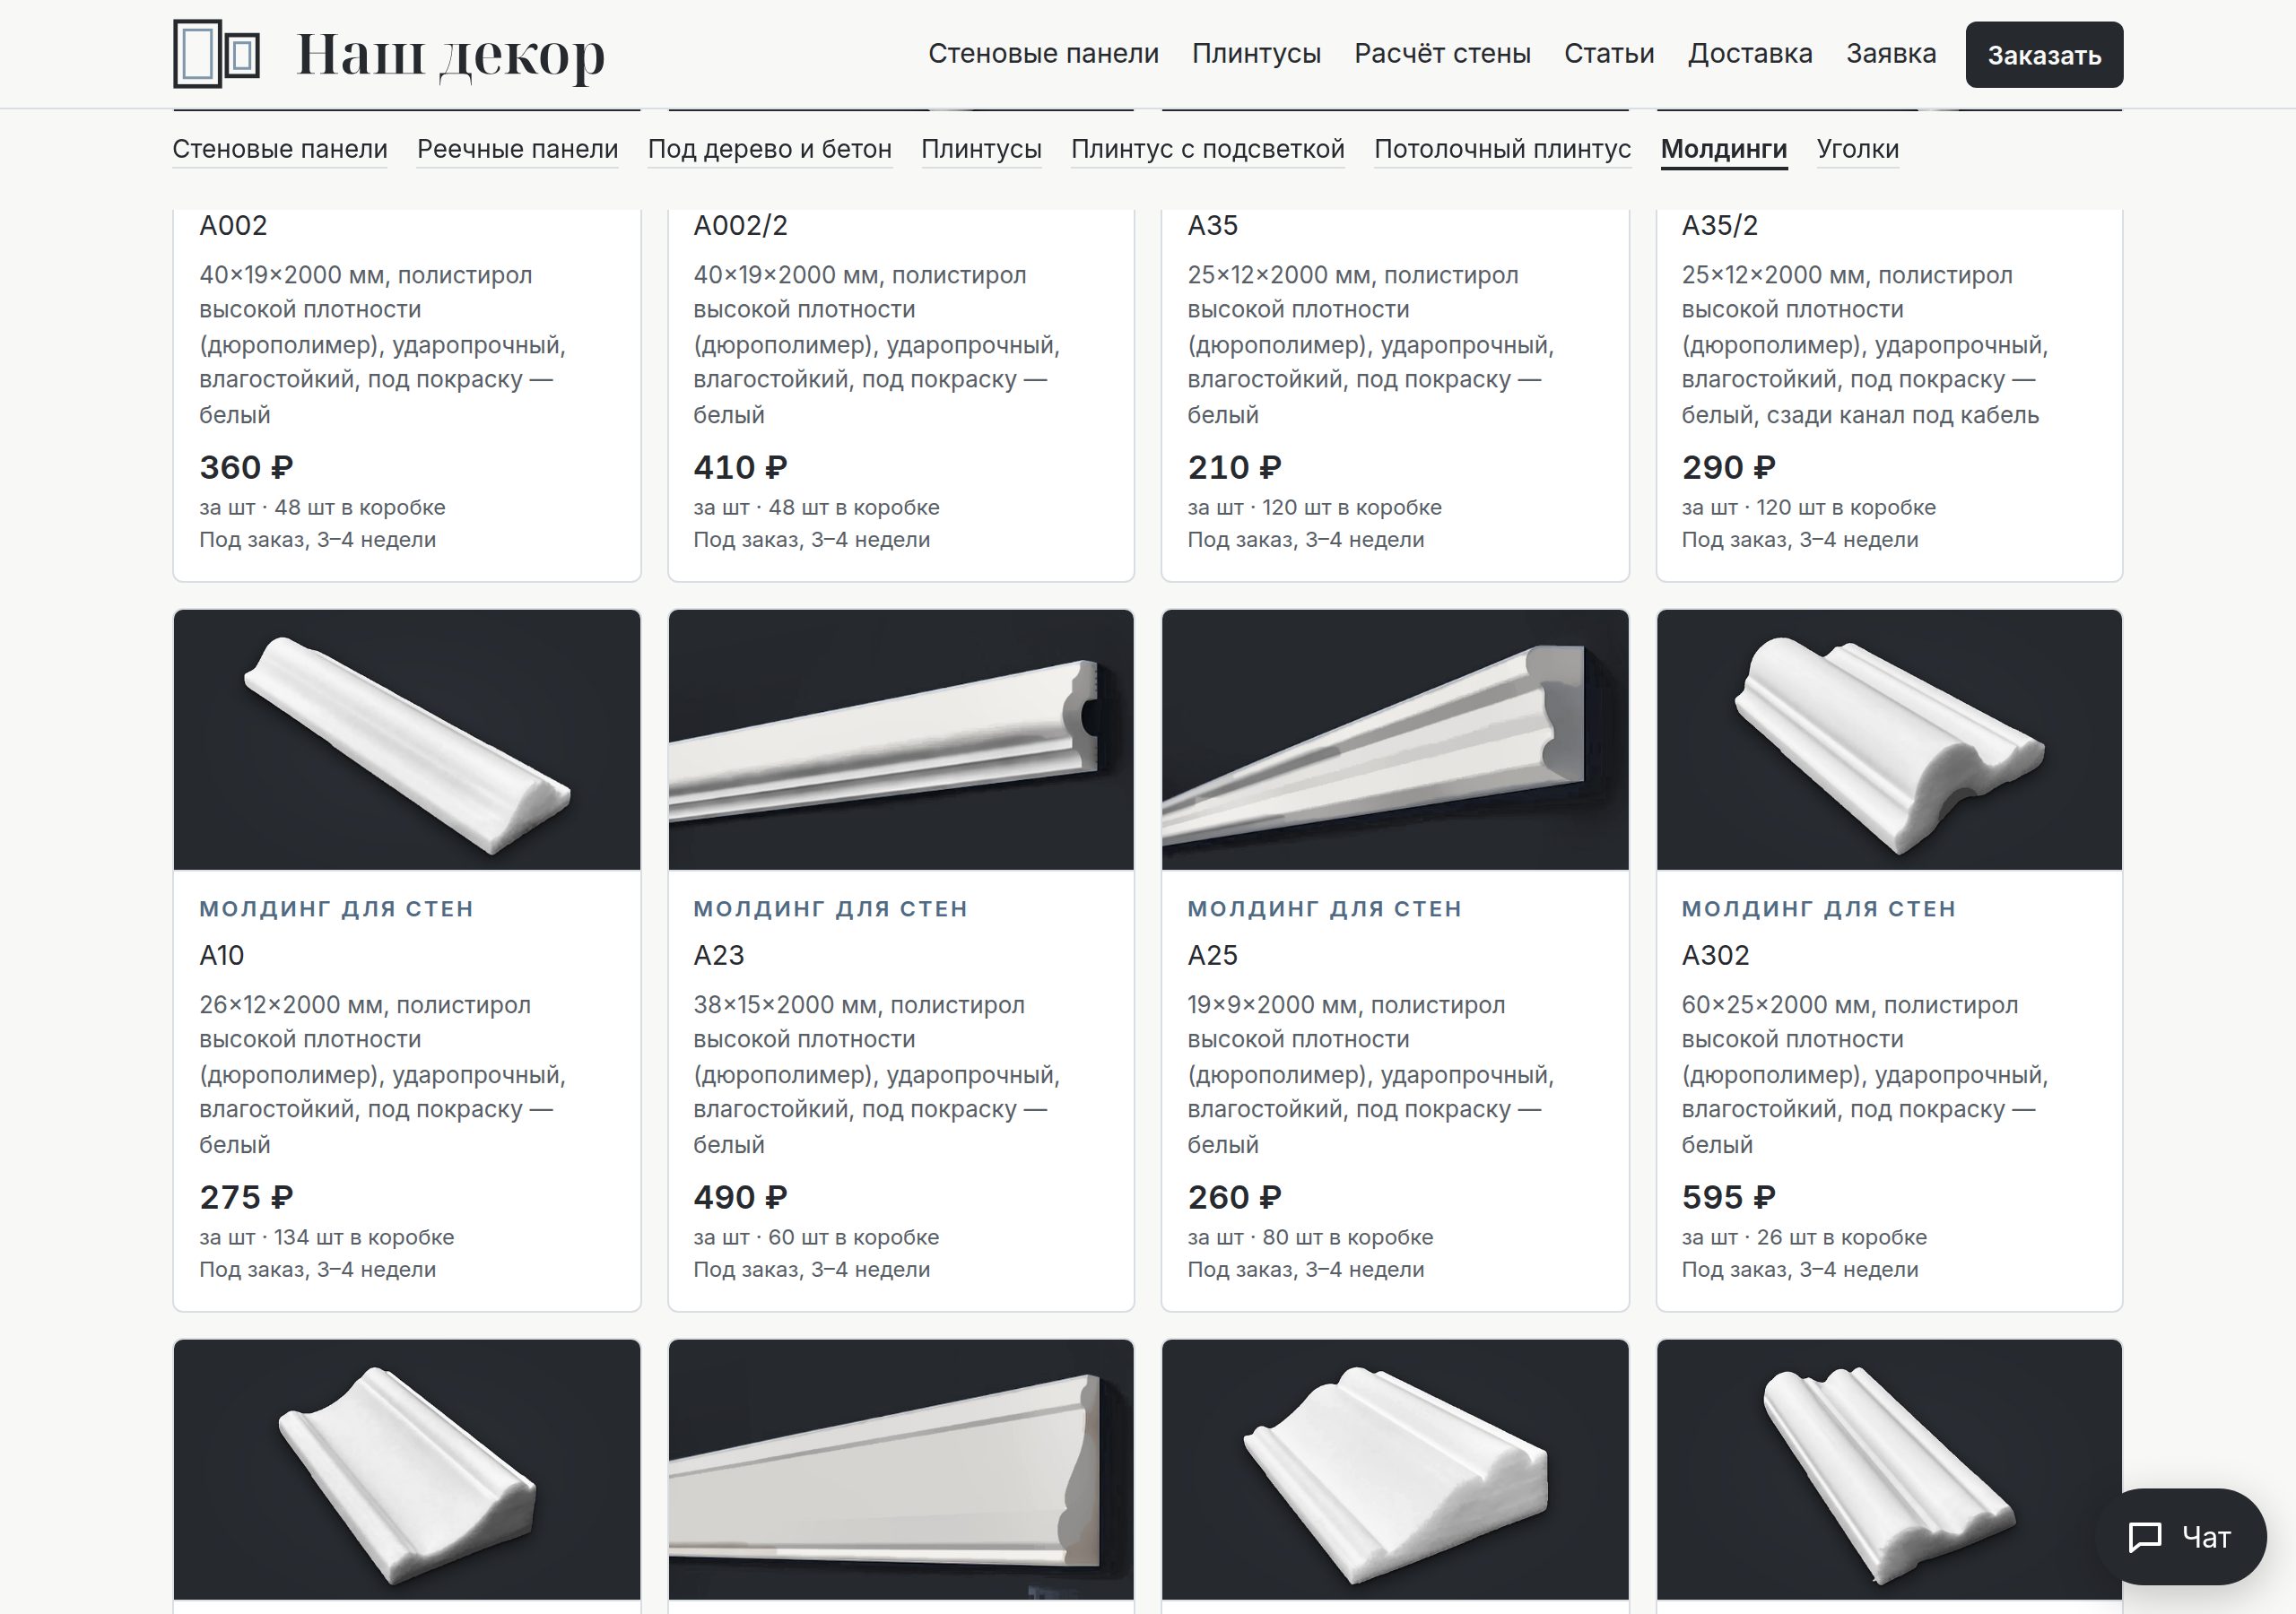 Наш декор
Стеновые панели
Плинтусы
Расчёт стены
Статьи
Доставка
Заявка
Заказать
Стеновые панели
Реечные панели
Под дерево и бетон
Плинтусы
Плинтус с подсветкой
Потолочный плинтус
Молдинги
Уголки
A002
40×19×2000 мм, полистирол
высокой плотности
(дюрополимер), ударопрочный,
влагостойкий, под покраску —
белый
360 ₽
за шт · 48 шт в коробке
Под заказ, 3–4 недели
A002/2
40×19×2000 мм, полистирол
высокой плотности
(дюрополимер), ударопрочный,
влагостойкий, под покраску —
белый
410 ₽
за шт · 48 шт в коробке
Под заказ, 3–4 недели
A35
25×12×2000 мм, полистирол
высокой плотности
(дюрополимер), ударопрочный,
влагостойкий, под покраску —
белый
210 ₽
за шт · 120 шт в коробке
Под заказ, 3–4 недели
A35/2
25×12×2000 мм, полистирол
высокой плотности
(дюрополимер), ударопрочный,
влагостойкий, под покраску —
белый, сзади канал под кабель
290 ₽
за шт · 120 шт в коробке
Под заказ, 3–4 недели
МОЛДИНГ ДЛЯ СТЕН
A10
26×12×2000 мм, полистирол
высокой плотности
(дюрополимер), ударопрочный,
влагостойкий, под покраску —
белый
275 ₽
за шт · 134 шт в коробке
Под заказ, 3–4 недели
МОЛДИНГ ДЛЯ СТЕН
A23
38×15×2000 мм, полистирол
высокой плотности
(дюрополимер), ударопрочный,
влагостойкий, под покраску —
белый
490 ₽
за шт · 60 шт в коробке
Под заказ, 3–4 недели
МОЛДИНГ ДЛЯ СТЕН
A25
19×9×2000 мм, полистирол
высокой плотности
(дюрополимер), ударопрочный,
влагостойкий, под покраску —
белый
260 ₽
за шт · 80 шт в коробке
Под заказ, 3–4 недели
МОЛДИНГ ДЛЯ СТЕН
A302
60×25×2000 мм, полистирол
высокой плотности
(дюрополимер), ударопрочный,
влагостойкий, под покраску —
белый
595 ₽
за шт · 26 шт в коробке
Под заказ, 3–4 недели
Чат